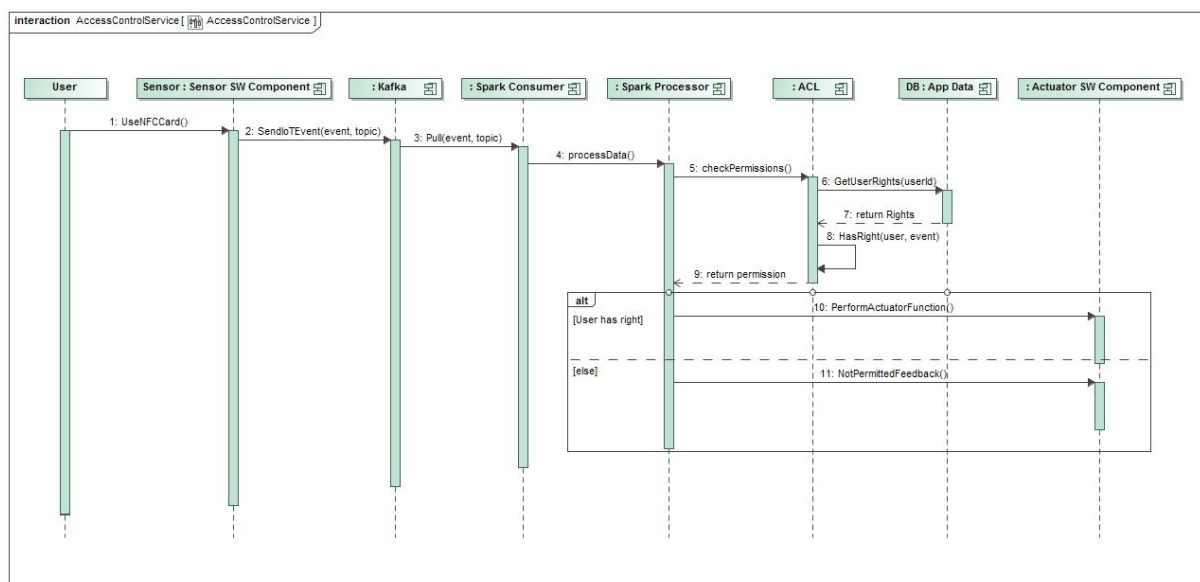 interaction AccessControlService [ AccessControlService ]
User
Sensor : Sensor SW Component
: Kafka
: Spark Consumer
: Spark Processor
: ACL
DB : App Data
: Actuator SW Component
1: UseNFCCard()
2: SendIoTEvent(event, topic)
3: Pull(event, topic)
4: processData()
5: checkPermissions()
6: GetUserRights(userId)
7: return Rights
8: HasRight(user, event)
9: return permission
alt
10: PerformActuatorFunction()
[User has right]
[else]
11: NotPermittedFeedback()